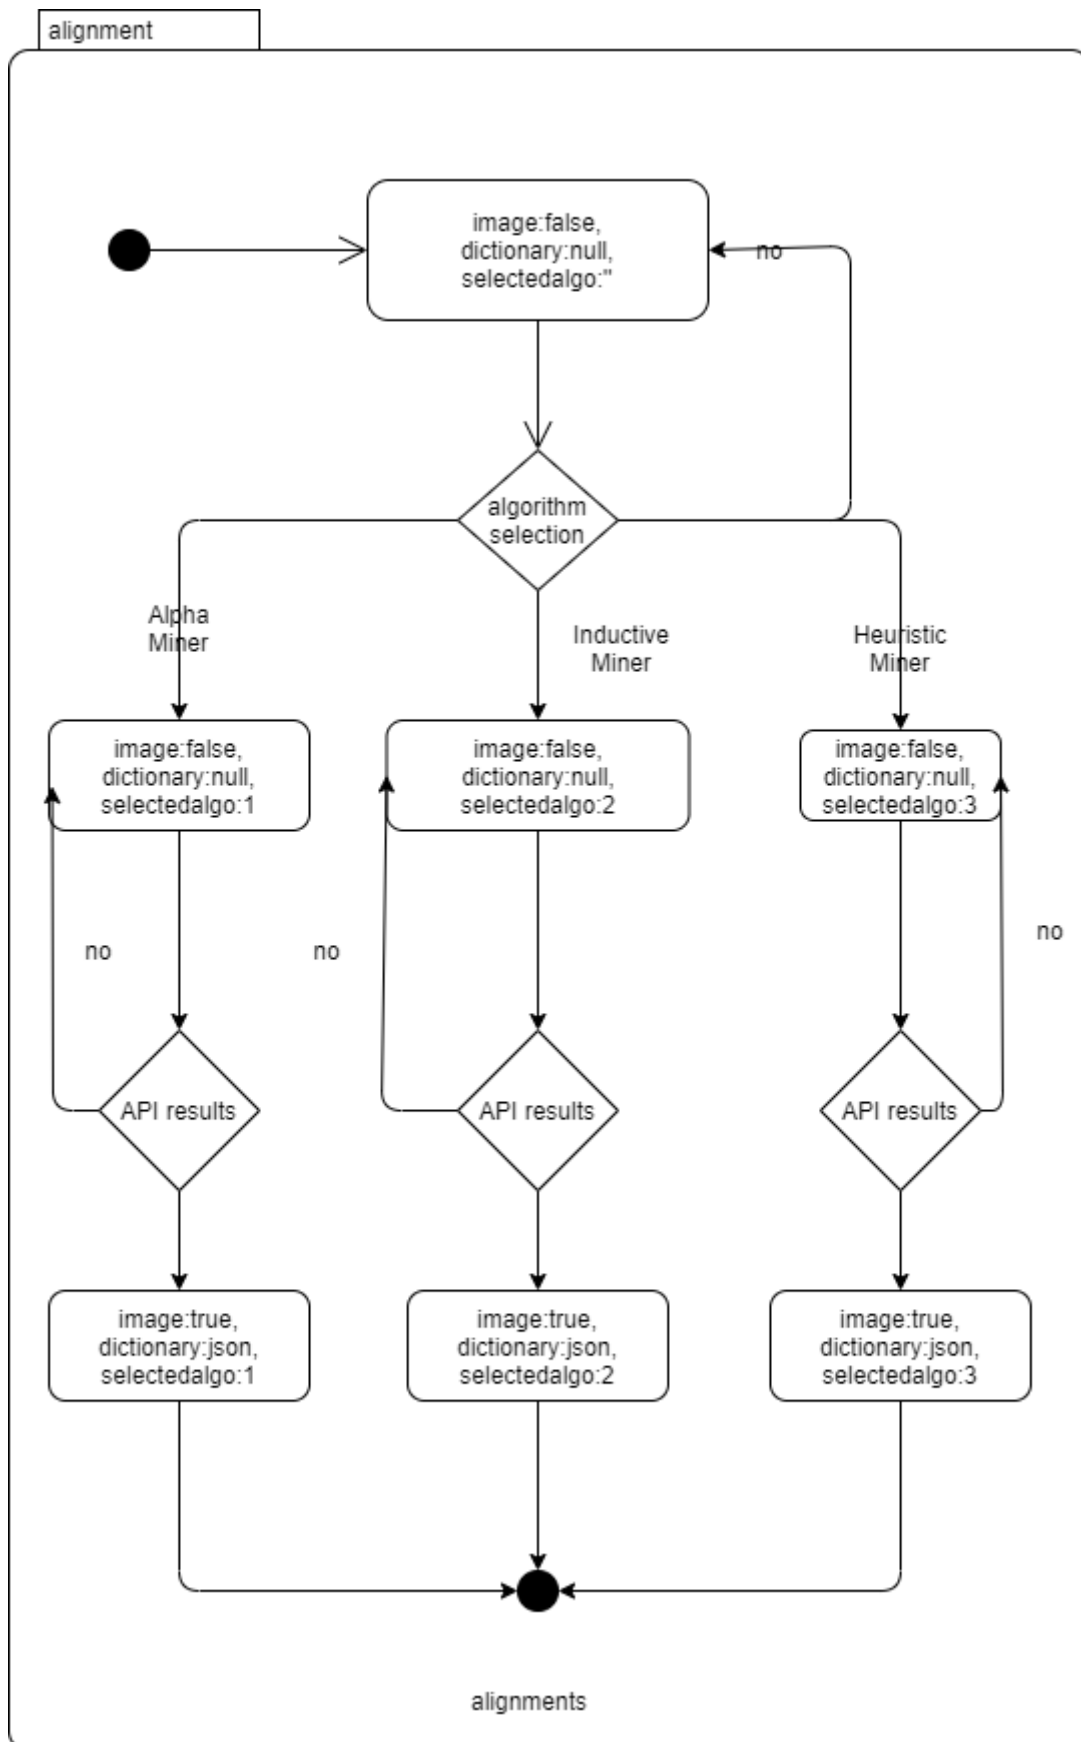 alignment
image:false,
dictionary:null,
selectedalgo:"
no
algorithm
selection
Alpha
Miner
Inductive
Miner
Heuristic
Miner
image:false,
dictionary:null,
selectedalgo:1
image:false,
dictionary:null,
selectedalgo:2
image:false,
dictionary:null,
selectedalgo:3
no
no
no
API results
API results
API results
image:true,
dictionary:json,
selectedalgo:1
image:true,
dictionary:json,
selectedalgo:2
image:true,
dictionary:json,
selectedalgo:3
alignments